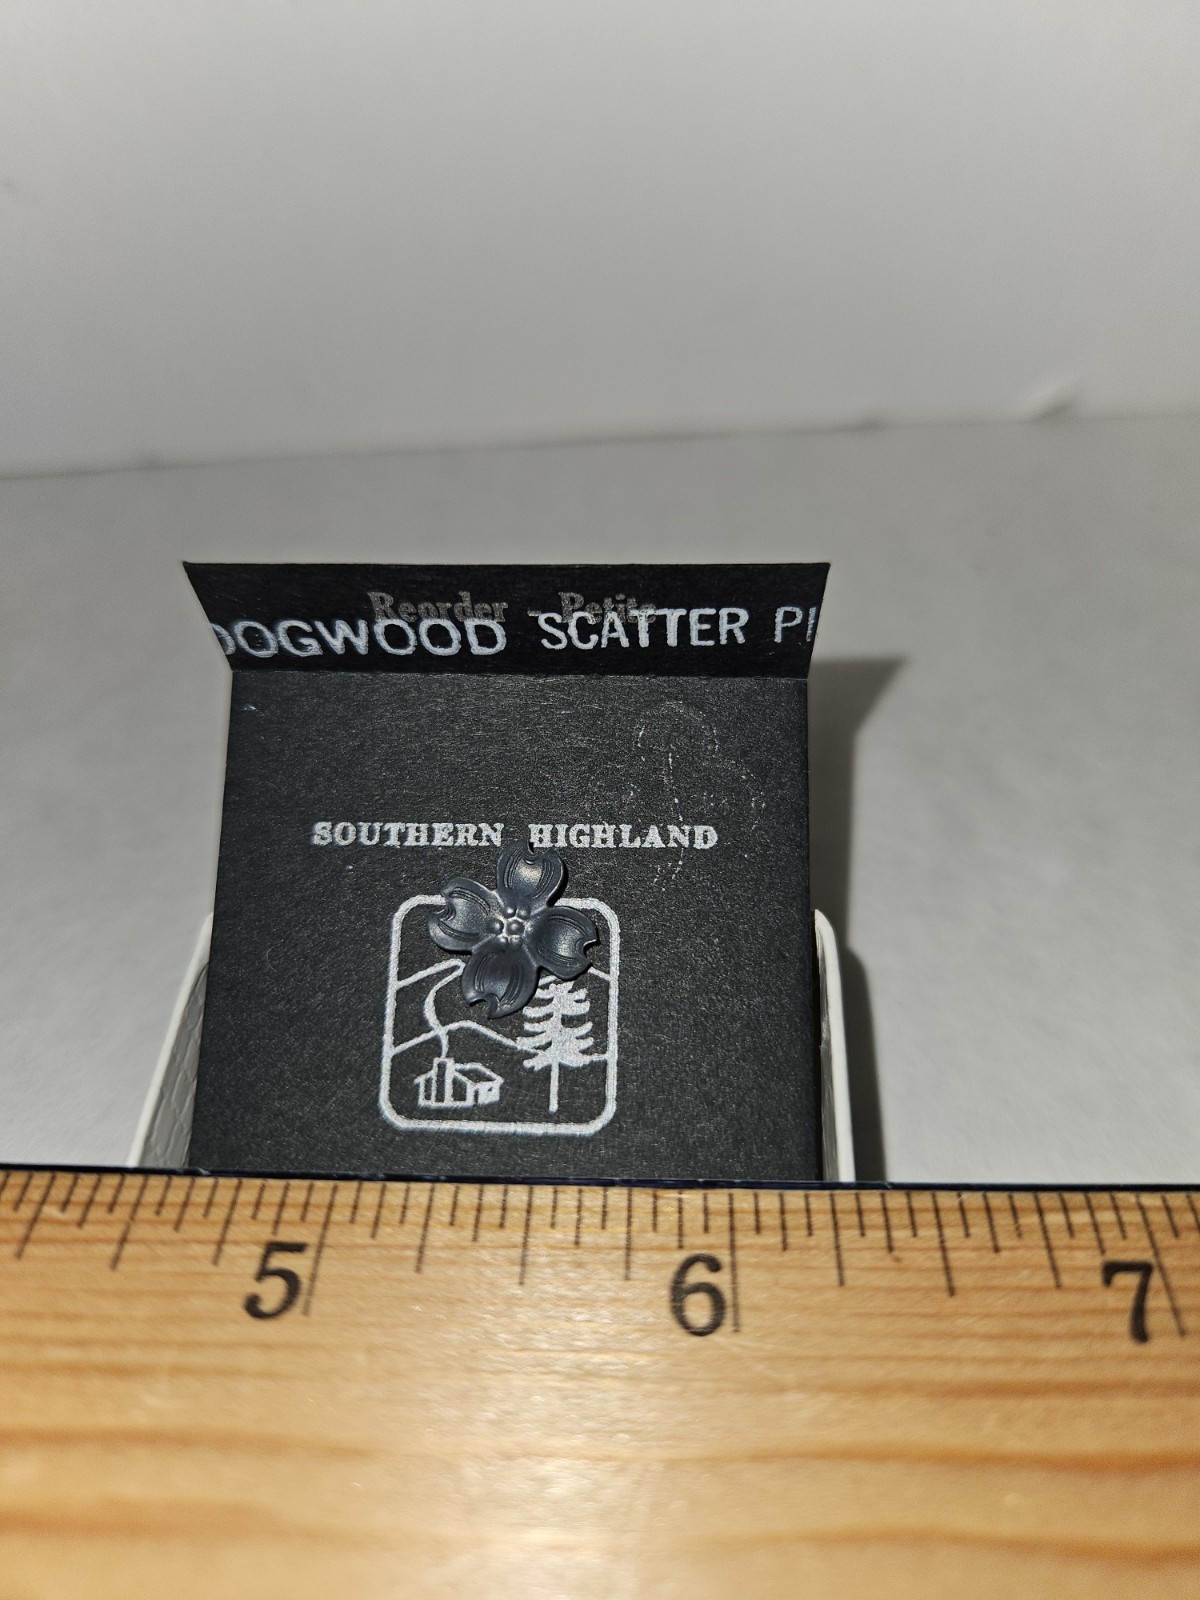 Reorder - Petite
DOGWOOD SCATTER PI
SOUTHERN HIGHLAND
5 6 7